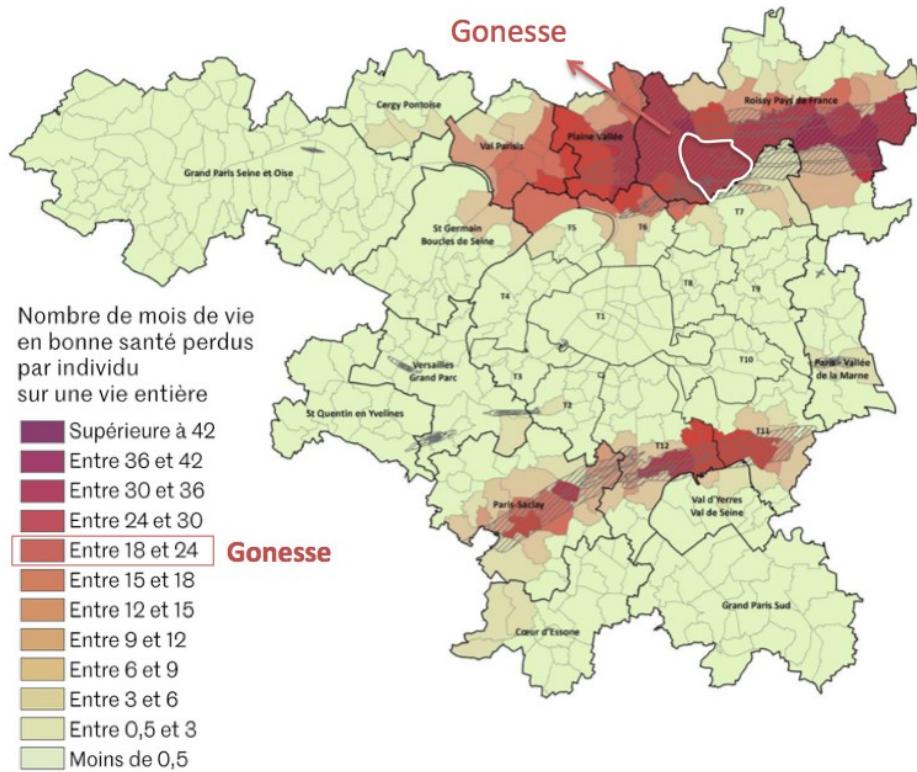 Gonesse
Cergy Pontoise
Roissy Pays de France
Plaine Vallée
Val Parisis
Grand Paris Seine et Oise
St Germain
Boucles de Seine
T5
T6
T7
T4
T8
T9
T1
Versailles
Grand Parc
T3
T10
Paris - Vallée
de la Marne
St Quentin en Yvelines
T2
T12
T11
Paris-Saclay
Val d'Yerres
Val de Seine
Grand Paris Sud
Cœur d'Essone
Nombre de mois de vie
en bonne santé perdus
par individu
sur une vie entière
Supérieure à 42
Entre 36 et 42
Entre 30 et 36
Entre 24 et 30
Entre 18 et 24 Gonesse
Entre 15 et 18
Entre 12 et 15
Entre 9 et 12
Entre 6 et 9
Entre 3 et 6
Entre 0,5 et 3
Moins de 0,5